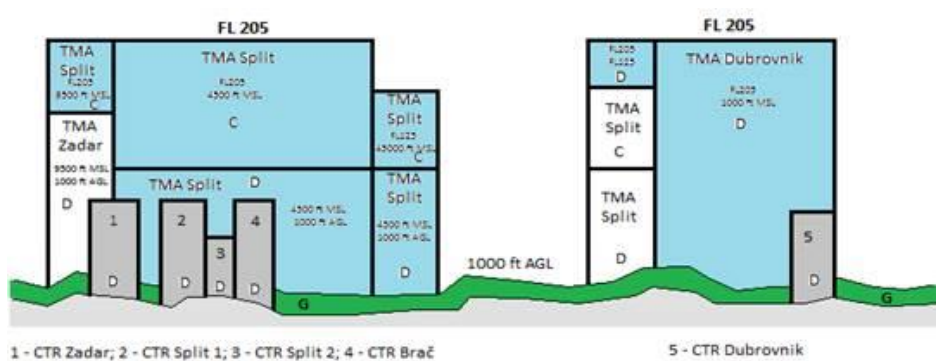 FL 205
TMA
Split
FL205
9500 ft MSL
C
TMA
Zadar
9500 ft MSL
1000 ft AGL
D
TMA Split
FL205
4500 ft MSL
C
TMA
Split
FL125
45000 ft MSL
C
TMA Split D
4500 ft MSL
1000 ft AGL
TMA
Split
4500 ft MSL
1000 ft AGL
D
1
D
2
D
3
D
4
D
G
1000 ft AGL
FL 205
FL205
FL125
D
TMA
Split
C
TMA
Split
D
TMA Dubrovnik
FL205
1000 ft MSL
D
5
D
G
1 - CTR Zadar; 2 - CTR Split 1; 3 - CTR Split 2; 4 - CTR Brač
5 - CTR Dubrovnik